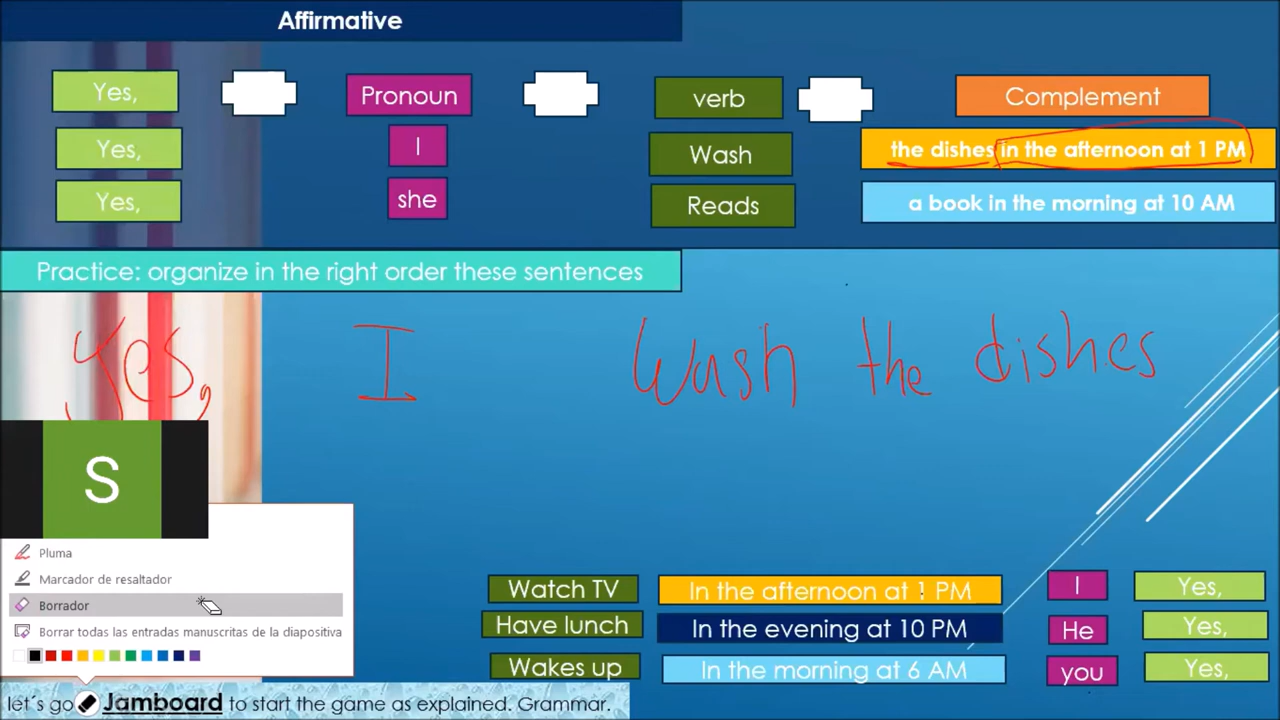 Affirmative
Yes, Pronoun verb Complement
Yes, I Wash the dishes in the afternoon at 1 PM
Yes, she Reads a book in the morning at 10 AM
Practice: organize in the right order these sentences
Yes, I Wash the dishes
S
Pluma
Marcador de resaltador
Borrador
Borrar todas las entradas manuscritas de la diapositiva
Watch TV In the afternoon at 1 PM I Yes,
Have lunch In the evening at 10 PM He Yes,
Wakes up In the morning at 6 AM you Yes,
let´s go Jamboard to start the game as explained. Grammar.